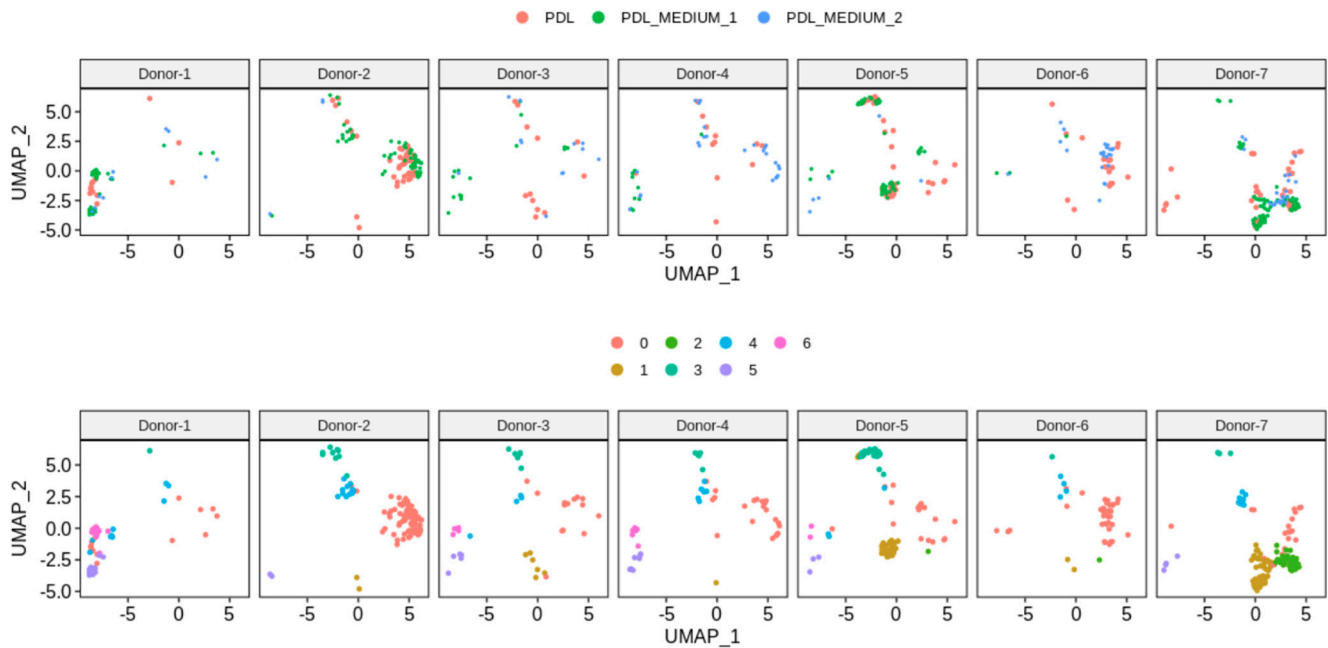 PDL PDL_MEDIUM_1 PDL_MEDIUM_2
Donor-1 Donor-2 Donor-3 Donor-4 Donor-5 Donor-6 Donor-7
UMAP_2
5.0
2.5
0.0
-2.5
-5.0
-5 0 5 -5 0 5 -5 0 5 -5 0 5 -5 0 5 -5 0 5 -5 0 5
UMAP_1
0 2 4 6
1 3 5
Donor-1 Donor-2 Donor-3 Donor-4 Donor-5 Donor-6 Donor-7
UMAP_2
5.0
2.5
0.0
-2.5
-5.0
-5 0 5 -5 0 5 -5 0 5 -5 0 5 -5 0 5 -5 0 5 -5 0 5
UMAP_1